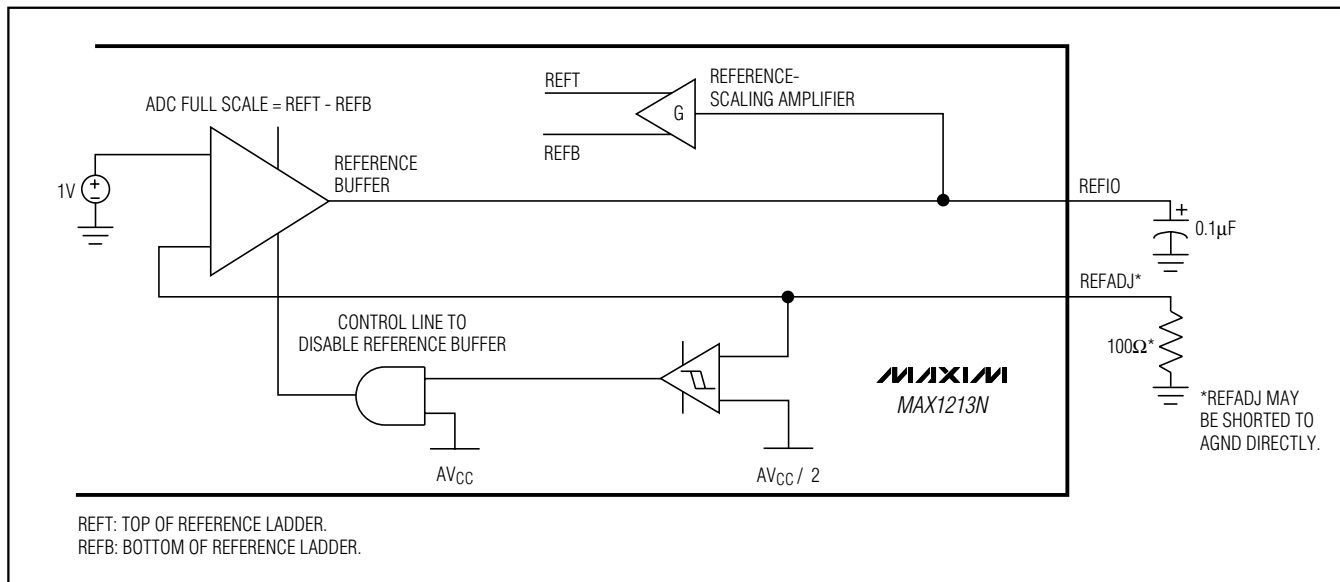 ADC FULL SCALE = REFT - REFB
REFT
REFERENCE-
SCALING AMPLIFIER
G
REFB
REFERENCE
BUFFER
1V
REFIO
+
0.1μF
REFADJ*
CONTROL LINE TO
DISABLE REFERENCE BUFFER
100Ω*
MAXIM
MAX1213N
*REFADJ MAY
BE SHORTED TO
AGND DIRECTLY.
AVCC
AVCC / 2
REFT: TOP OF REFERENCE LADDER.
REFB: BOTTOM OF REFERENCE LADDER.